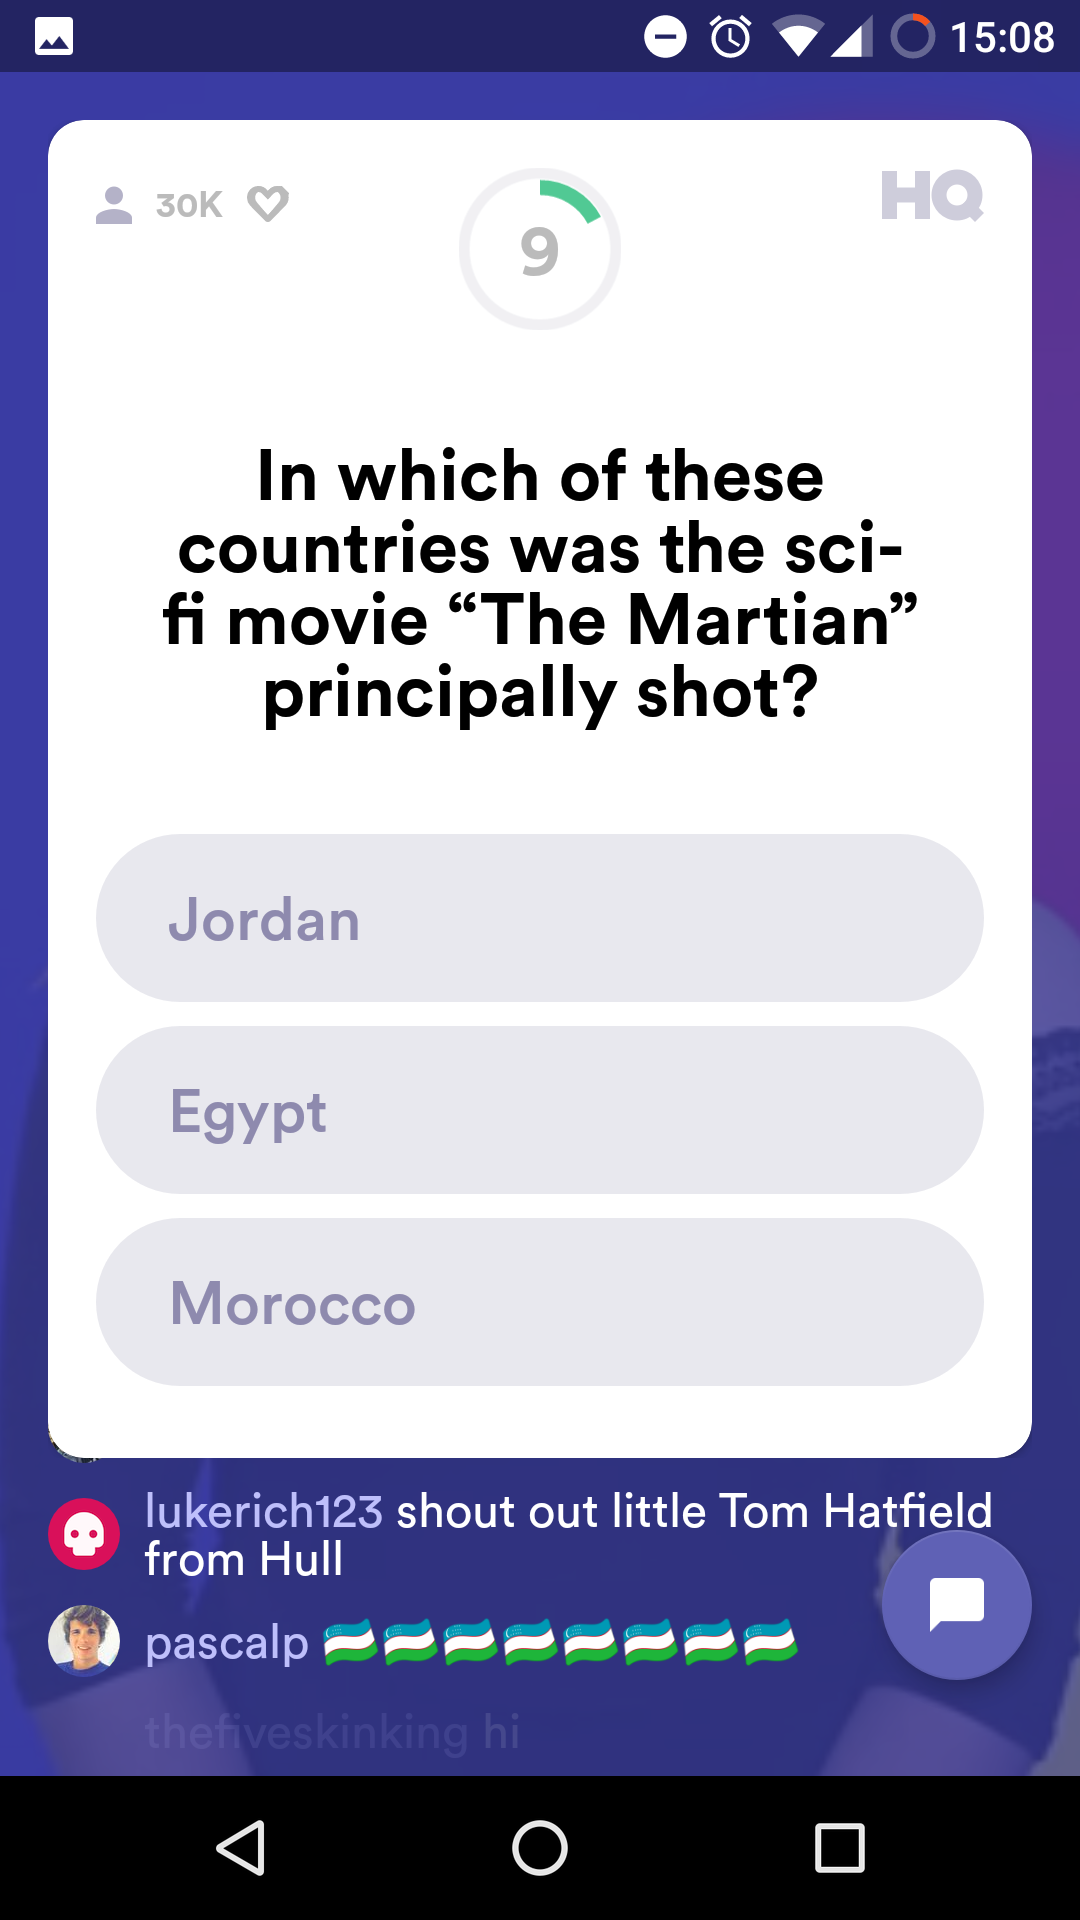 15:08
30K
HQ
9
In which of these
countries was the sci-
fi movie “The Martian”
principally shot?
Jordan
Egypt
Morocco
lukerich123 shout out little Tom Hatfield
from Hull
pascalp 🇺🇿🇺🇿🇺🇿🇺🇿🇺🇿🇺🇿🇺🇿🇺🇿
thefiveskinking hi